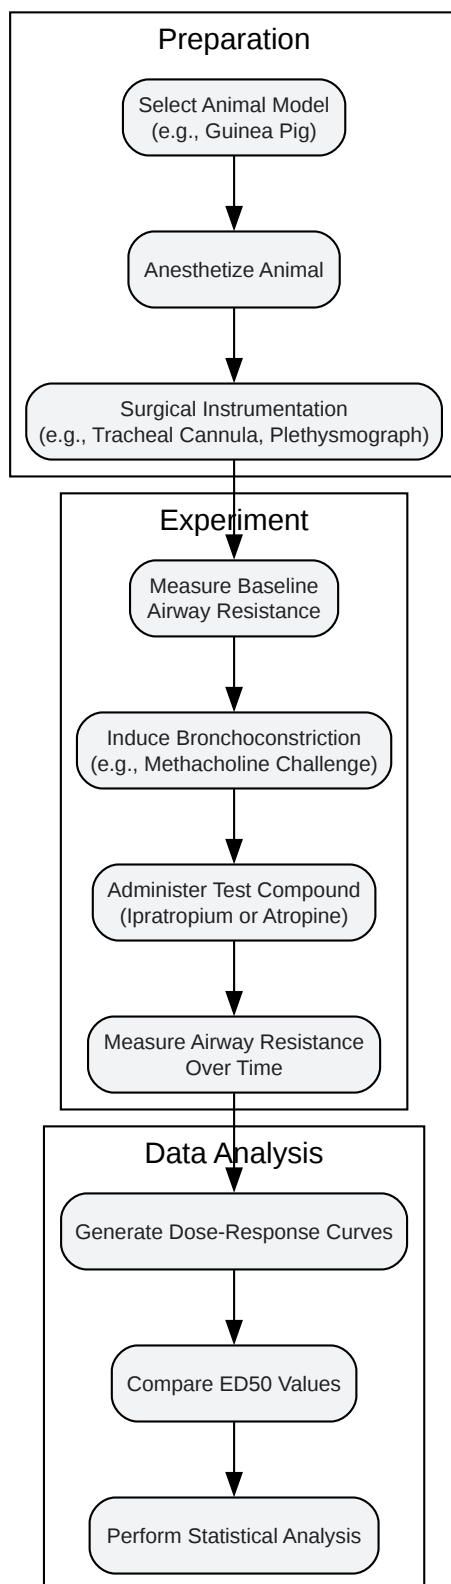 Preparation
Select Animal Model
(e.g., Guinea Pig)
Anesthetize Animal
Surgical Instrumentation
(e.g., Tracheal Cannula, Plethysmograph)
Experiment
Measure Baseline
Airway Resistance
Induce Bronchoconstriction
(e.g., Methacholine Challenge)
Administer Test Compound
(Ipratropium or Atropine)
Measure Airway Resistance
Over Time
Data Analysis
Generate Dose-Response Curves
Compare ED50 Values
Perform Statistical Analysis